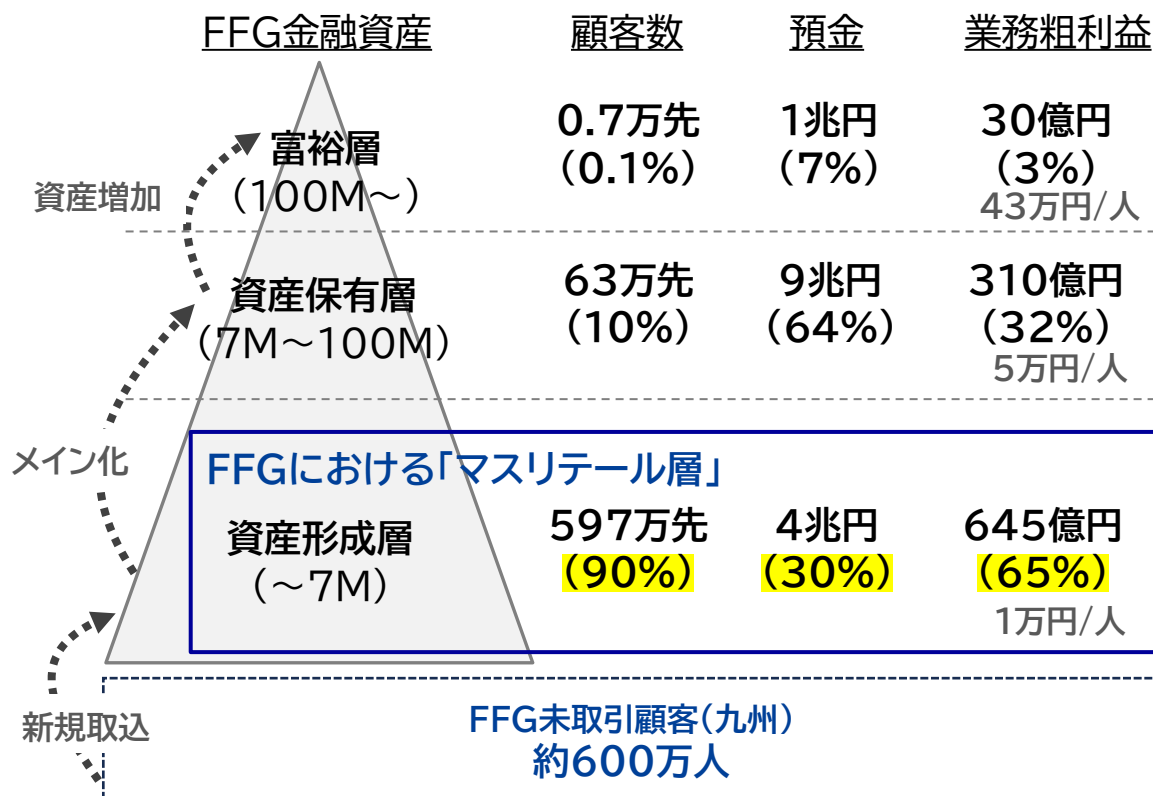 FFG金融資産 顧客数 預金 業務粗利益
富裕層 0.7万先 1兆円 30億円
(100M～) (0.1%) (7%) (3%)
資産増加 43万円/人
資産保有層 63万先 9兆円 310億円
(7M～100M) (10%) (64%) (32%)
5万円/人
メイン化
FFGにおける「マスリテール層」
資産形成層 597万先 4兆円 645億円
(～7M) (90%) (30%) (65%)
1万円/人
新規取込
FFG未取引顧客(九州)
約600万人